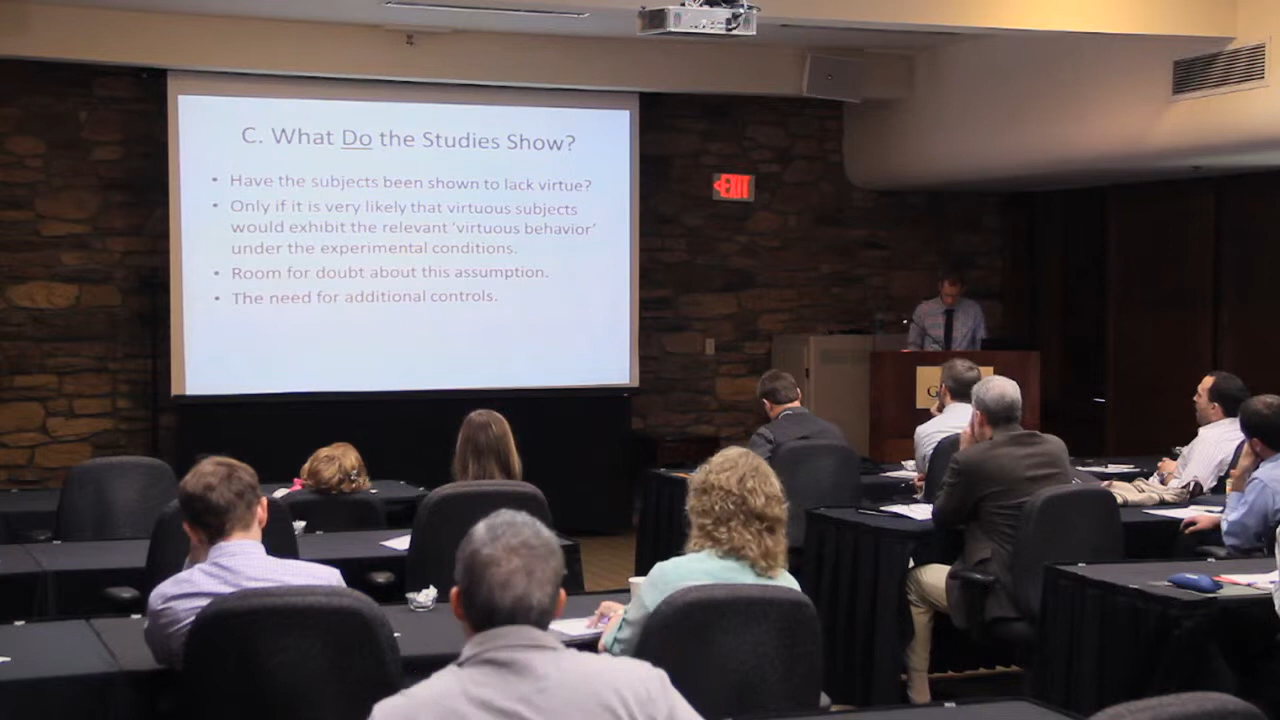 C. What Do the Studies Show?
• Have the subjects been shown to lack virtue?
• Only if it is very likely that virtuous subjects
would exhibit the relevant ‘virtuous behavior’
under the experimental conditions.
• Room for doubt about this assumption.
• The need for additional controls.
EXIT